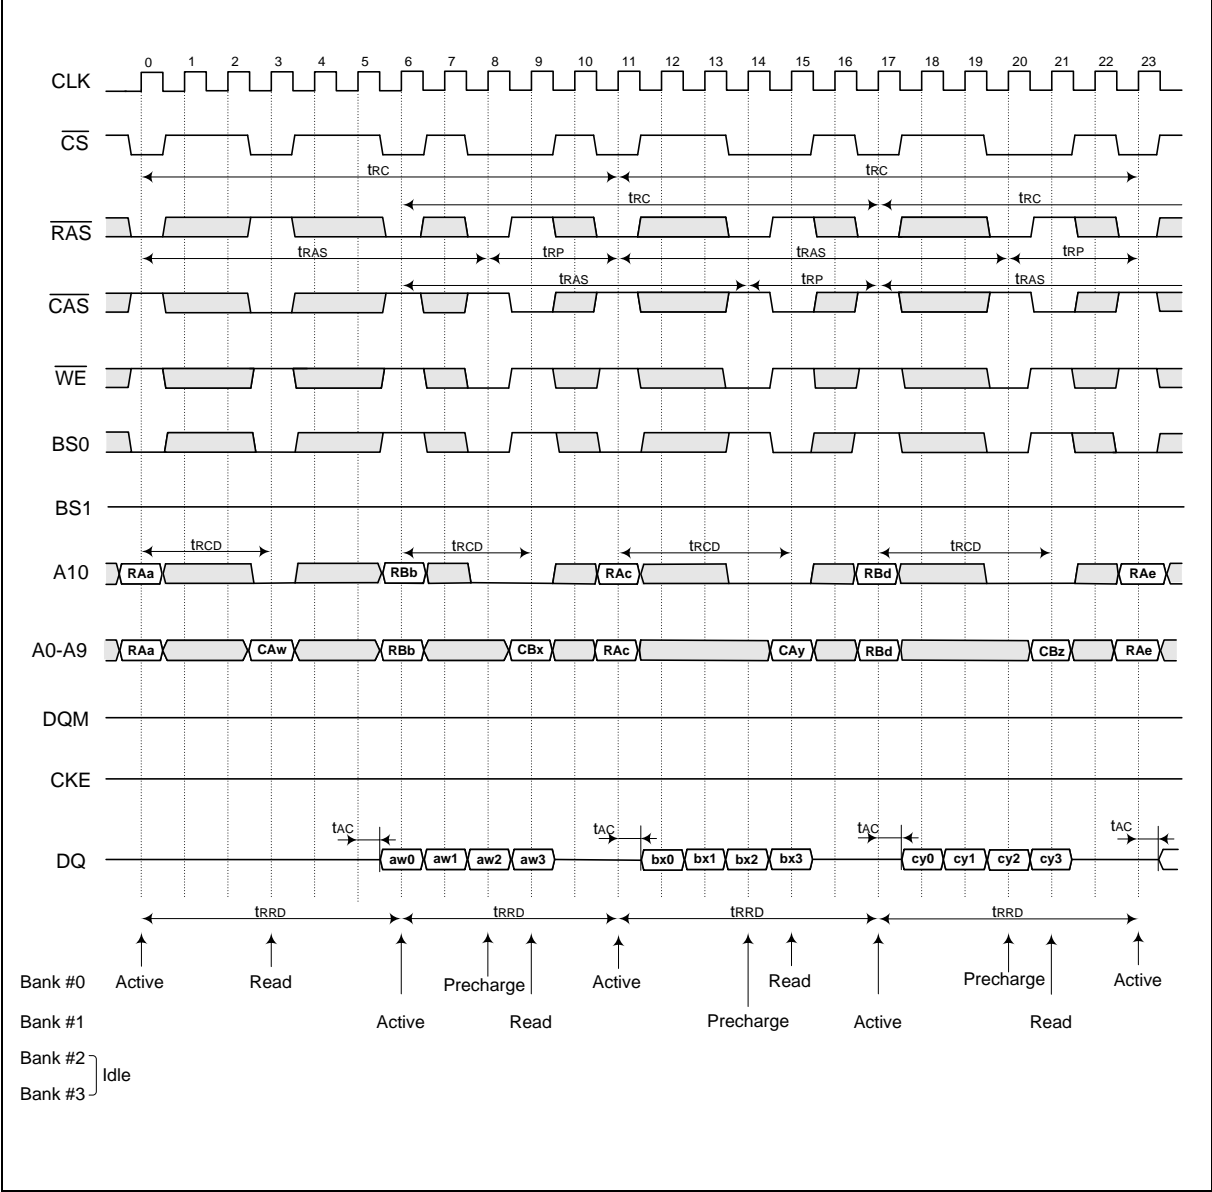 0 1 2 3 4 5 6 7 8 9 10 11 12 13 14 15 16 17 18 19 20 21 22 23
CLK
CS
tRC tRC
tRC tRC
RAS
tRAS tRP tRAS tRP
tRAS tRP tRAS
CAS
WE
BS0
BS1
tRCD tRCD tRCD tRCD
A10 RAa RBb RAc RBd RAe
A0-A9 RAa CAw RBb CBx RAc CAy RBd CBz RAe
DQM
CKE
tAC tAC tAC tAC
DQ aw0 aw1 aw2 aw3 bx0 bx1 bx2 bx3 cy0 cy1 cy2 cy3
tRRD tRRD tRRD tRRD
Bank #0 Active Read Precharge Active Read Precharge Active
Bank #1 Active Read Precharge Active Read
Bank #2
Idle
Bank #3